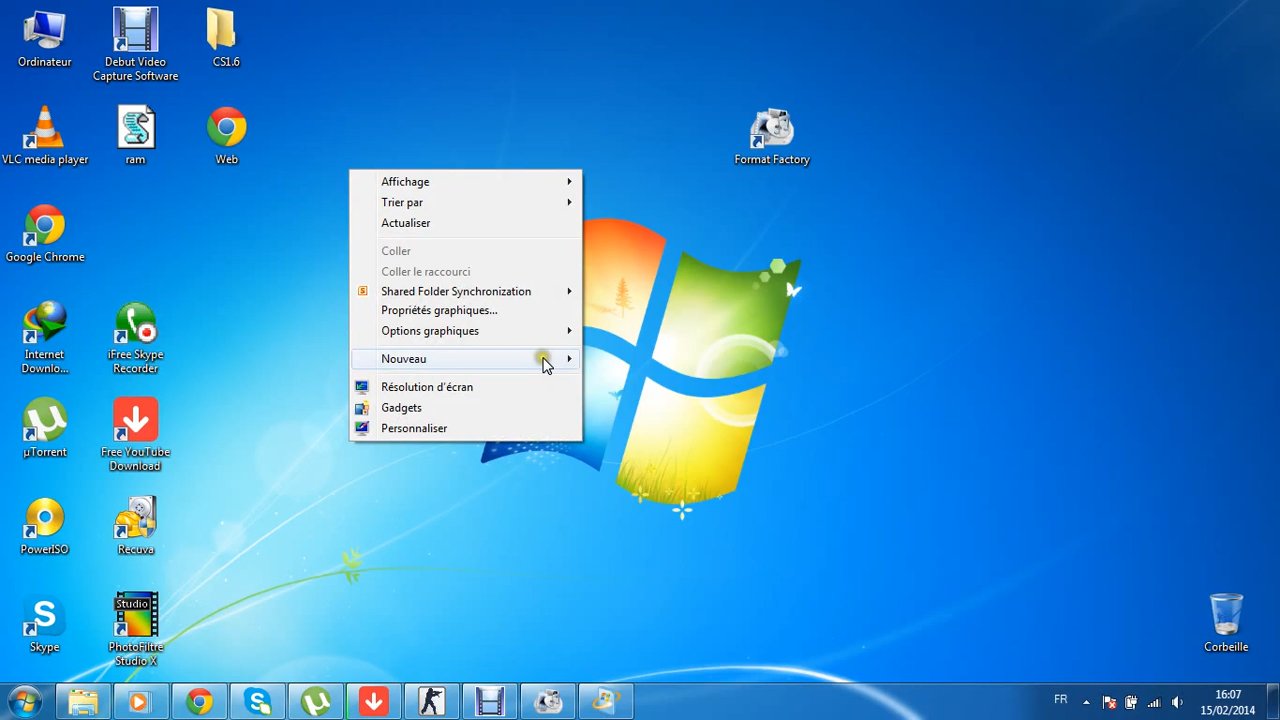 Ordinateur
Debut Video
Capture Software
CS1.6
VLC media player
ram
Web
Format Factory
Google Chrome
Internet
Downlo...
iFree Skype
Recorder
µTorrent
Free YouTube
Download
PowerISO
Recuva
Skype
Studio
PhotoFiltre
Studio X
Affichage
Trier par
Actualiser
Coller
Coller le raccourci
Shared Folder Synchronization
Propriétés graphiques...
Options graphiques
Nouveau
Résolution d'écran
Gadgets
Personnaliser
Corbeille
FR
16:07
15/02/2014